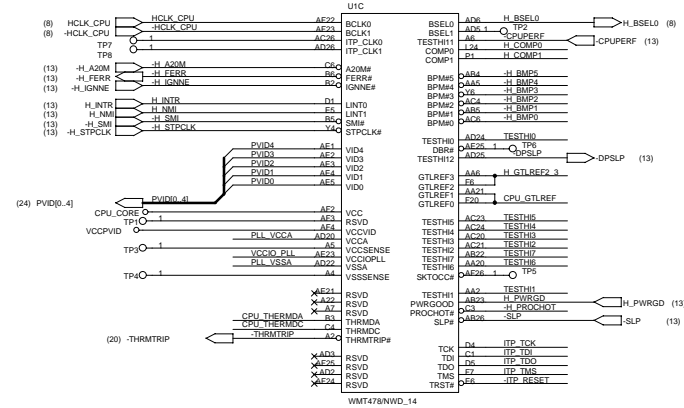 U1C
(8) HCLK_CPU HCLK_CPU AF22 BCLK0 BSEL0 AD6 H_BSEL0 H_BSEL0 (8)
(8) -HCLK_CPU -HCLK_CPU AF23 BCLK1 BSEL1 AD5 1 TP2
TP7 1 AC26 ITP_CLK0 TESTHI11 A6 -CPUPERF -CPUPERF (13)
TP8 1 AD26 ITP_CLK1 COMP0 L24 H_COMP0
COMP1 P1 H_COMP1
(13) -H_A20M -H_A20M C6 A20M#
(13) -H_FERR -H_FERR B6 FERR# BPM#5 AB4 -H_BMP5
(13) -H_IGNNE -H_IGNNE B2 IGNNE# BPM#4 AA5 -H_BMP4
BPM#3 Y6 -H_BMP3
(13) H_INTR H_INTR D1 LINT0 BPM#2 AC4 -H_BMP2
(13) H_NMI H_NMI E5 LINT1 BPM#1 AB5 -H_BMP1
(13) -H_SMI -H_SMI B5 SMI# BPM#0 AC6 -H_BMP0
(13) -H_STPCLK -H_STPCLK Y4 STPCLK#
TESTHI0 AD24 TESTHI0
PVID4 AE1 VID4 DBR# AE25 1 TP6
PVID3 AE2 VID3 TESTHI12 AD25 -DPSLP -DPSLP (13)
PVID2 AE3 VID2
PVID1 AE4 VID1 GTLREF3 AA6 H_GTLREF2_3
PVID0 AE5 VID0 GTLREF2 F6
GTLREF1 AA21
(24) PVID[0..4] PVID[0..4] GTLREF0 F20 CPU_GTLREF
CPU_CORE AF2 VCC
TP1 1 AF3 RSVD TESTHI5 AC23 TESTHI5
VCCPVID AF4 VCCVID TESTHI4 AC24 TESTHI4
PLL_VCCA AD20 VCCA TESTHI3 AC20 TESTHI3
TP3 1 A5 VCCSENSE TESTHI2 AC21 TESTHI2
VCCIO_PLL AE23 VCCIOPLL TESTHI7 AB22 TESTHI7
PLL_VSSA AD22 VSSA TESTHI6 AA20 TESTHI6
TP4 1 A4 VSSSENSE SKTOCC# AF26 1 TP5
AE21 RSVD TESTHI1 AA2 TESTHI1
A22 RSVD PWRGOOD AB23 H_PWRGD H_PWRGD (13)
A7 RSVD PROCHOT# C3 -H_PROCHOT
CPU_THERMDA B3 THRMDA SLP# AB26 -SLP -SLP (13)
CPU_THERMDC C4 THRMDC
(20) -THRMTRIP -THRMTRIP A2 THRMTRIP#
TCK D4 ITP_TCK
AD3 RSVD TDI C1 ITP_TDI
AF25 RSVD TDO D5 ITP_TDO
AD2 RSVD TMS F7 ITP_TMS
AF24 RSVD TRST# E6 -ITP_RESET
WMT478/NWD_14